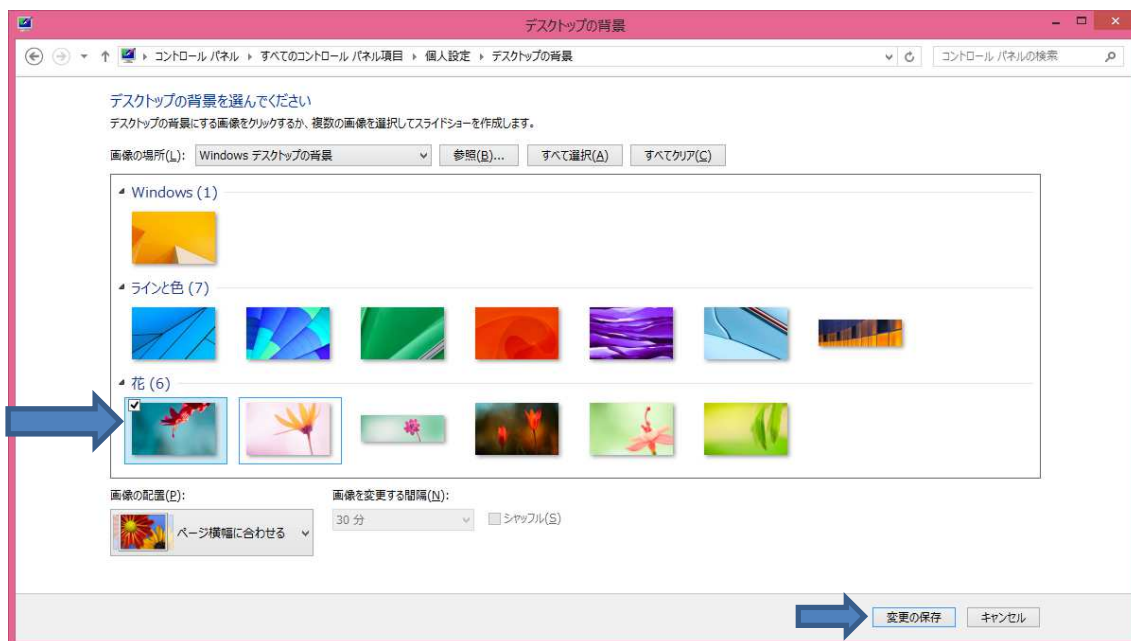 デスクトップの背景
コントロール パネル ▸ すべてのコントロール パネル項目 ▸ 個人設定 ▸ デスクトップの背景
コントロール パネルの検索
デスクトップの背景を選んでください
デスクトップの背景にする画像をクリックするか、複数の画像を選択してスライドショーを作成します。
画像の場所(L): Windows デスクトップの背景 参照(B)... すべて選択(A) すべてクリア(C)
Windows (1)
ラインと色 (7)
花 (6)
画像の配置(P): 画像を変更する間隔(N):
ページ横幅に合わせる 30 分 シャッフル(S)
変更の保存 キャンセル